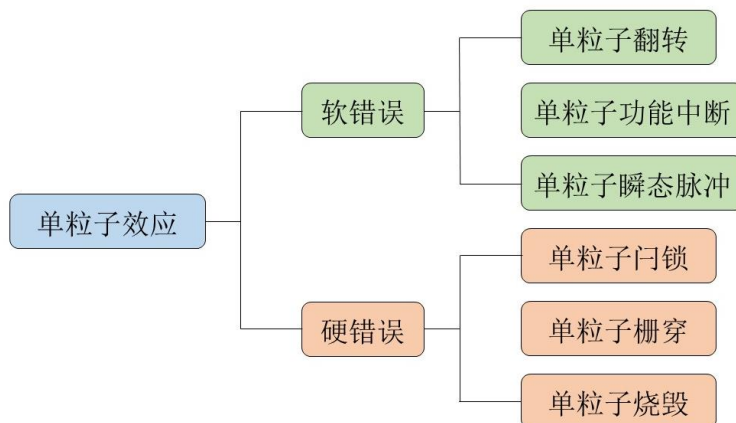 单粒子效应
软错误
单粒子翻转
单粒子功能中断
单粒子瞬态脉冲
硬错误
单粒子闩锁
单粒子栅穿
单粒子烧毁